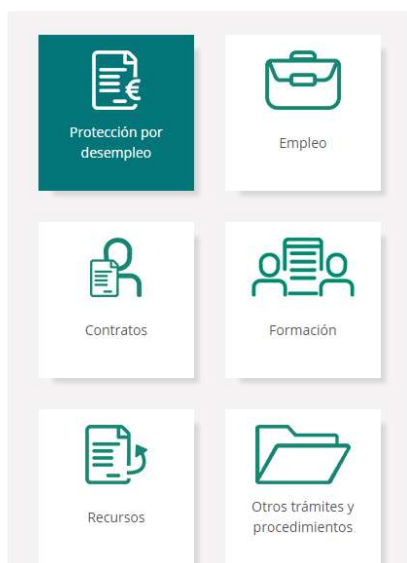 Protección por
desempleo
Empleo
Contratos
Formación
Recursos
Otros trámites y
procedimientos